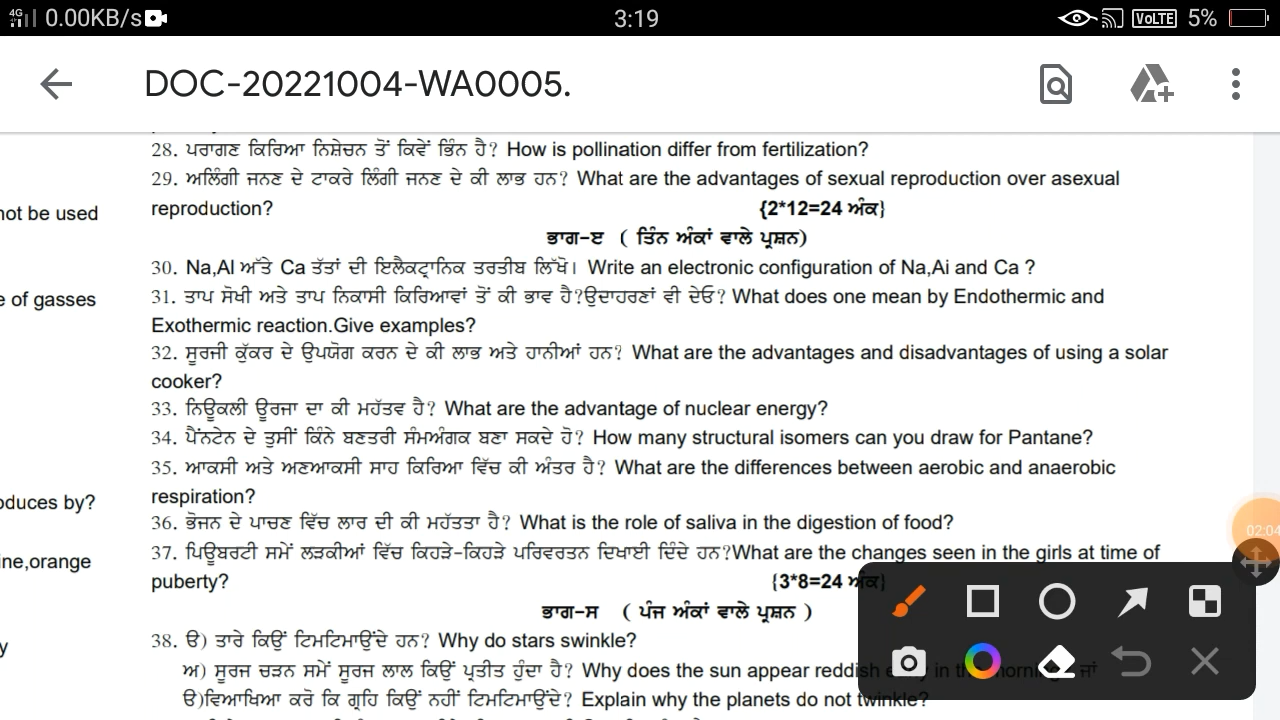 4G 0.00KB/s 3:19 VoLTE 5%
DOC-20221004-WA0005.
28. ਪਰਾਗਣ ਕਿਰਿਆ ਨਿਸ਼ੇਚਨ ਤੋਂ ਕਿਵੇਂ ਭਿੰਨ ਹੈ? How is pollination differ from fertilization?
29. ਅਲਿੰਗੀ ਜਨਣ ਦੇ ਟਾਕਰੇ ਲਿੰਗੀ ਜਨਣ ਦੇ ਕੀ ਲਾਭ ਹਨ? What are the advantages of sexual reproduction over asexual
not be used
reproduction? {2*12=24 ਅੰਕ}
ਭਾਗ-ੲ ( ਤਿੰਨ ਅੰਕਾਂ ਵਾਲੇ ਪ੍ਰਸ਼ਨ)
30. Na,Al ਅੱਤੇ Ca ਤੱਤਾਂ ਦੀ ਇਲੈਕਟ੍ਰਾਨਿਕ ਤਰਤੀਬ ਲਿੱਖੋ। Write an electronic configuration of Na,Ai and Ca ?
e of gasses
31. ਤਾਪ ਸੋਖੀ ਅਤੇ ਤਾਪ ਨਿਕਾਸੀ ਕਿਰਿਆਵਾਂ ਤੋਂ ਕੀ ਭਾਵ ਹੈ?ਉਦਾਹਰਣਾਂ ਵੀ ਦੇਓ? What does one mean by Endothermic and
Exothermic reaction.Give examples?
32. ਸੂਰਜੀ ਕੁੱਕਰ ਦੇ ਉਪਯੋਗ ਕਰਨ ਦੇ ਕੀ ਲਾਭ ਅਤੇ ਹਾਨੀਆਂ ਹਨ? What are the advantages and disadvantages of using a solar
cooker?
33. ਨਿਊਕਲੀ ਊਰਜਾ ਦਾ ਕੀ ਮਹੱਤਵ ਹੈ? What are the advantage of nuclear energy?
34. ਪੈਂਨਟੇਨ ਦੇ ਤੁਸੀਂ ਕਿੰਨੇ ਬਣਤਰੀ ਸੰਮਅੰਗਕ ਬਣਾ ਸਕਦੇ ਹੋ? How many structural isomers can you draw for Pantane?
35. ਆਕਸੀ ਅਤੇ ਅਣਆਕਸੀ ਸਾਹ ਕਿਰਿਆ ਵਿੱਚ ਕੀ ਅੰਤਰ ਹੈ? What are the differences between aerobic and anaerobic
respiration?
oduces by?
36. ਭੋਜਨ ਦੇ ਪਾਚਣ ਵਿੱਚ ਲਾਰ ਦੀ ਕੀ ਮਹੱਤਤਾ ਹੈ? What is the role of saliva in the digestion of food?
02:04
37. ਪਿਊਬਰਟੀ ਸਮੇਂ ਲੜਕੀਆਂ ਵਿੱਚ ਕਿਹੜੇ-ਕਿਹੜੇ ਪਰਿਵਰਤਨ ਦਿਖਾਈ ਦਿੰਦੇ ਹਨ?What are the changes seen in the girls at time of
ine,orange
puberty? {3*8=24 ਅੰਕ}
ਭਾਗ-ਸ ( ਪੰਜ ਅੰਕਾਂ ਵਾਲੇ ਪ੍ਰਸ਼ਨ )
38. ੳ) ਤਾਰੇ ਕਿਉਂ ਟਿਮਟਿਮਾਉਂਦੇ ਹਨ? Why do stars swinkle?
y
ਅ) ਸੂਰਜ ਚੜਨ ਸਮੇਂ ਸੂਰਜ ਲਾਲ ਕਿਉਂ ਪ੍ਰਤੀਤ ਹੁੰਦਾ ਹੈ? Why does the sun appear reddish in the ਜਾਂ
ੳ)ਵਿਆਖਿਆ ਕਰੋ ਕਿ ਗ੍ਰਹਿ ਕਿਉਂ ਨਹੀਂ ਟਿਮਟਿਮਾਉਂਦੇ? Explain why the planets do not twinkle?